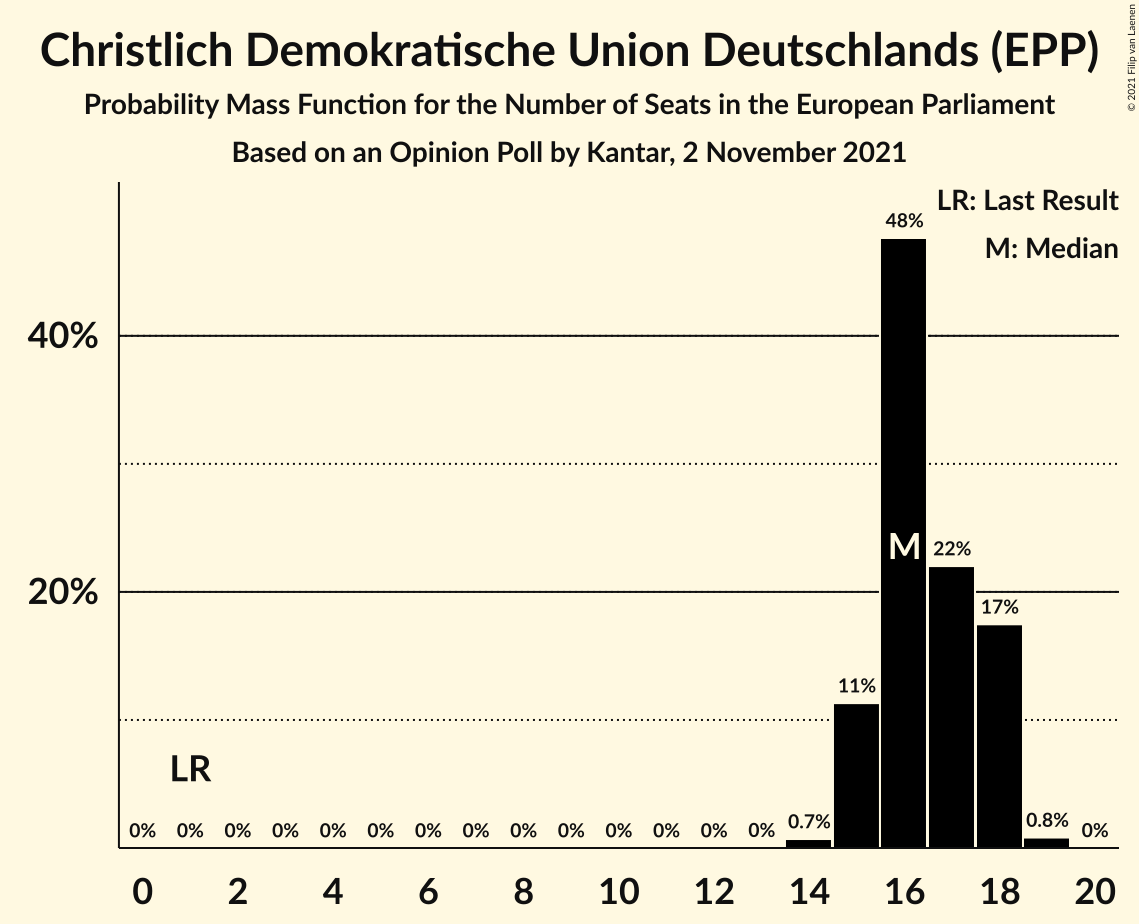 Christlich Demokratische Union Deutschlands (EPP)
Probability Mass Function for the Number of Seats in the European Parliament
Based on an Opinion Poll by Kantar, 2 November 2021
© 2021 Filip van Laenen
LR: Last Result
M: Median
48%
40%
M
22%
20%
17%
11%
LR
0% 0% 0% 0% 0% 0% 0% 0% 0% 0% 0% 0% 0% 0% 0.7% 0.8% 0%
0 2 4 6 8 10 12 14 16 18 20